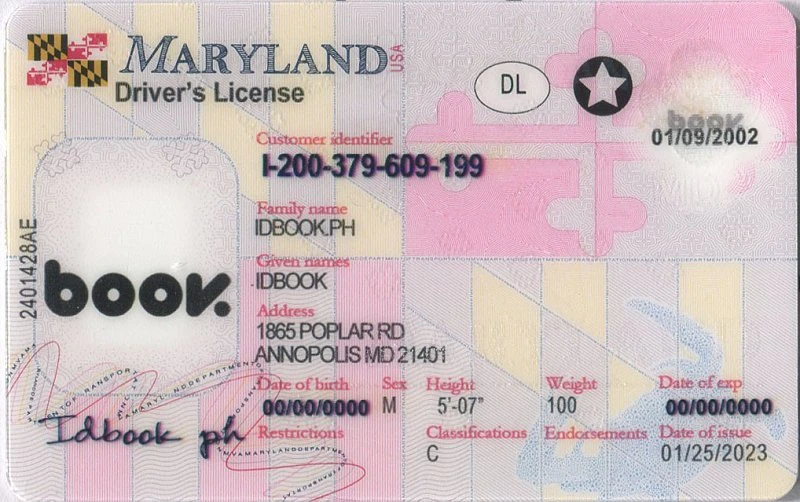 MARYLAND USA
Driver's License
DL
boov.
01/09/2002
Customer identifier
I-200-379-609-199
Family name
IDBOOK.PH
Given names
IDBOOK
2401428AE
boov.
Address
1865 POPLAR RD
ANNOPOLIS MD 21401
Date of birth Sex Height Weight Date of exp
00/00/0000 M 5'-07" 100 00/00/0000
Restrictions Classifications Endorsements Date of issue
C 01/25/2023
Idbook ph